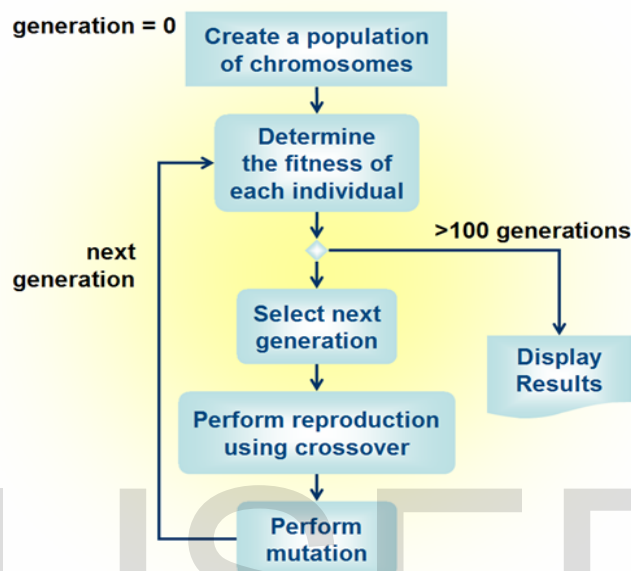 generation = 0
Create a population
of chromosomes
Determine
the fitness of
each individual
>100 generations
next
generation
Select next
generation
Display
Results
Perform reproduction
using crossover
Perform
mutation